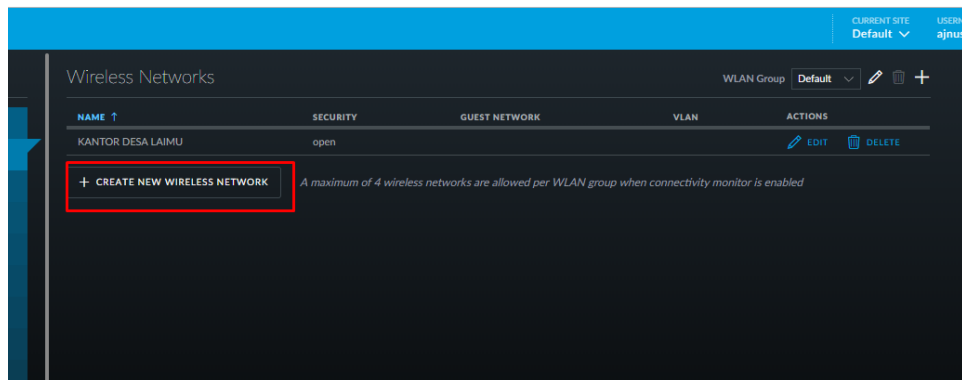 CURRENT SITE
Default
Wireless Networks
WLAN Group Default
NAME ↑ SECURITY GUEST NETWORK VLAN ACTIONS
KANTOR DESA LAIMU open EDIT DELETE
+ CREATE NEW WIRELESS NETWORK A maximum of 4 wireless networks are allowed per WLAN group when connectivity monitor is enabled